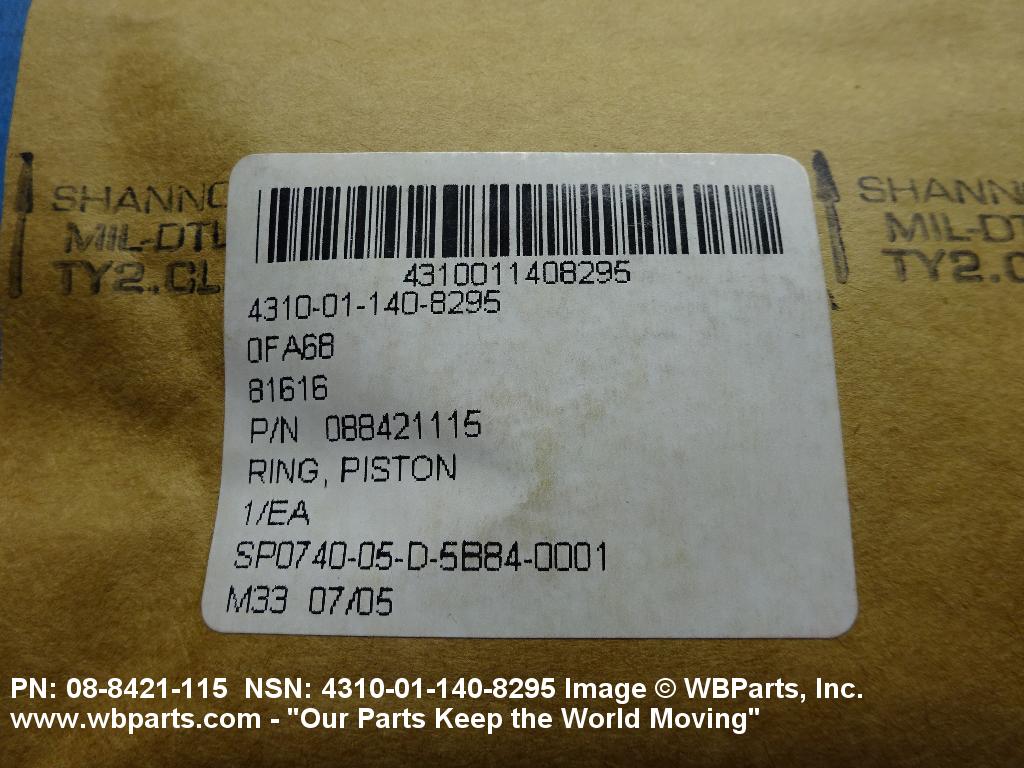 SHANNO
MIL-DTL
TY2.CL
SHANN
MIL-DT
TY2.C
4310011408295
4310-01-140-8295
0FA68
81616
P/N 088421115
RING, PISTON
1/EA
SP0740-05-D-5B84-0001
M33 07/05
PN: 08-8421-115 NSN: 4310-01-140-8295 Image © WBParts, Inc.
www.wbparts.com - "Our Parts Keep the World Moving"